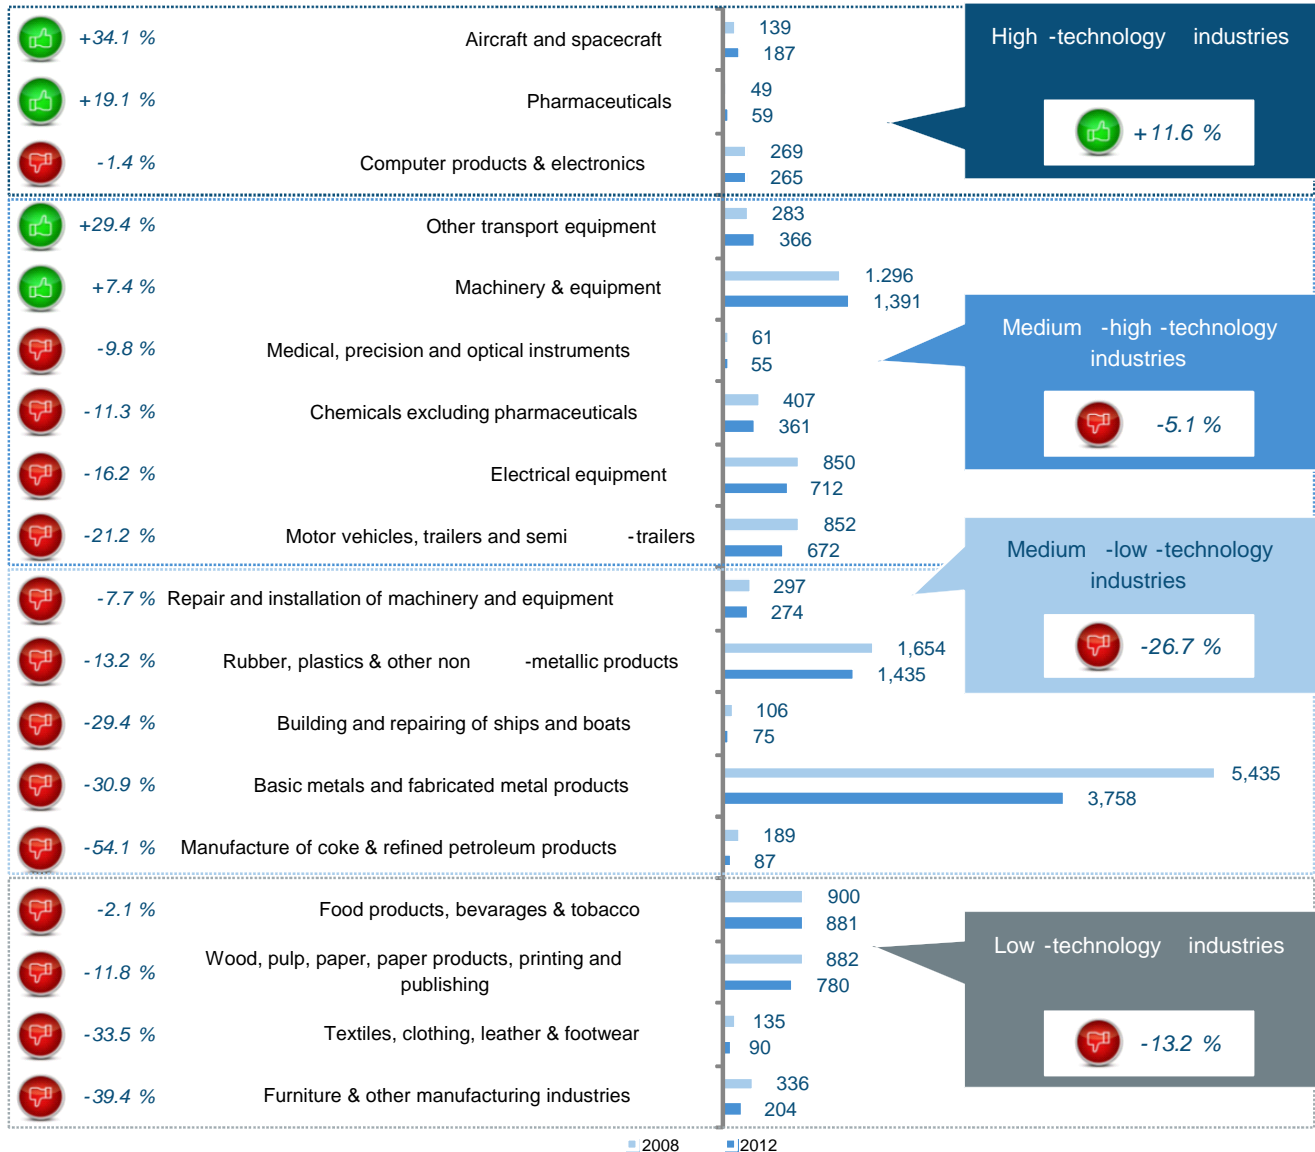 +34.1 % Aircraft and spacecraft 139
187
+19.1 % Pharmaceuticals 49
59
-1.4 % Computer products & electronics 269
265
High -technology industries
+11.6 %
+29.4 % Other transport equipment 283
366
+7.4 % Machinery & equipment 1.296
1,391
-9.8 % Medical, precision and optical instruments 61
55
-11.3 % Chemicals excluding pharmaceuticals 407
361
-16.2 % Electrical equipment 850
712
-21.2 % Motor vehicles, trailers and semi -trailers 852
672
Medium -high -technology
industries
-5.1 %
-7.7 % Repair and installation of machinery and equipment 297
274
-13.2 % Rubber, plastics & other non -metallic products 1,654
1,435
-29.4 % Building and repairing of ships and boats 106
75
-30.9 % Basic metals and fabricated metal products 5,435
3,758
-54.1 % Manufacture of coke & refined petroleum products 189
87
Medium -low -technology
industries
-26.7 %
-2.1 % Food products, bevarages & tobacco 900
881
-11.8 % Wood, pulp, paper, paper products, printing and 882
publishing 780
-33.5 % Textiles, clothing, leather & footwear 135
90
-39.4 % Furniture & other manufacturing industries 336
204
Low -technology industries
-13.2 %
2008 2012